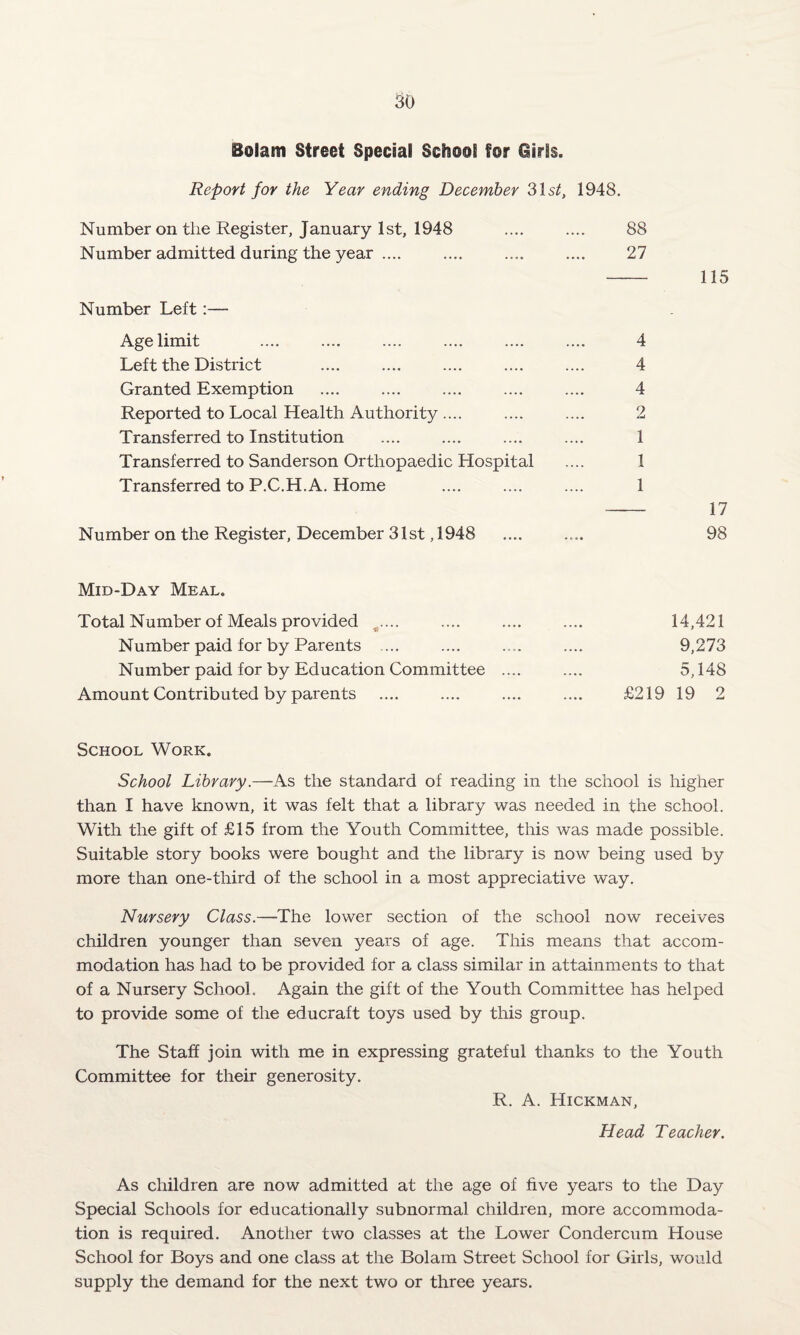 30
Bolam Street Special School for Girls.
Report for the Year ending December 31st, 1948.
Number on the Register, January 1st, 1948 .... .... 88
Number admitted during the year .... .... .... .... 27
115
Number Left :—
Age limit .... .... .... .... .... .... 4
Left the District .... .... .... .... .... 4
Granted Exemption .... .... .... .... .... 4
Reported to Local Health Authority .... .... .... 2
Transferred to Institution .... .... .... .... 1
Transferred to Sanderson Orthopaedic Hospital .... 1
Transferred to P.C.H.A. Home .... .... .... 1
17
Number on the Register, December 31st, 1948 .... .... 98
Mid-Day Meal.
Total Number of Meals provided .... .... .... .... 14,421
Number paid for by Parents .... .... .... .... 9,273
Number paid for by Education Committee .... .... 5,148
Amount Contributed by parents .... .... .... .... £219 19 2
School Work.
School Library.—As the standard of reading in the school is higher
than I have known, it was felt that a library was needed in the school.
With the gift of £15 from the Youth Committee, this was made possible.
Suitable story books were bought and the library is now being used by
more than one-third of the school in a most appreciative way.
Nursery Class.—The lower section of the school now receives
children younger than seven years of age. This means that accom-
modation has had to be provided for a class similar in attainments to that
of a Nursery School. Again the gift of the Youth Committee has helped
to provide some of the educraft toys used by this group.
The Staff join with me in expressing grateful thanks to the Youth
Committee for their generosity.
R. A. Hickman,
Head Teacher.
As children are now admitted at the age of five years to the Day
Special Schools for educationally subnormal children, more accommoda-
tion is required. Another two classes at the Lower Condercum House
School for Boys and one class at the Bolam Street School for Girls, would
supply the demand for the next two or three years.